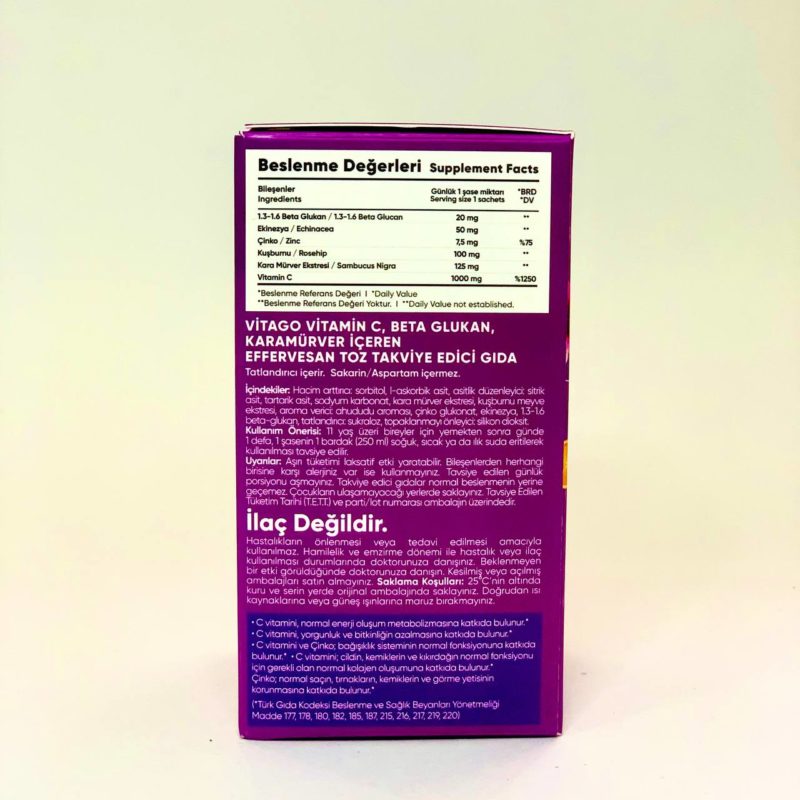 Beslenme Değerleri Supplement Facts
Bileşenler Günlük 1 şase miktarı *BRD
Ingredients Serving size 1 sachets *DV
1.3-1.6 Beta Glukan / 1.3-1.6 Beta Glucan 20 mg **
Ekinezya / Echinacea 50 mg **
Çinko / Zinc 7,5 mg %75
Kuşburnu / Rosehip 100 mg **
Kara Mürver Ekstresi / Sambucus Nigra 125 mg **
Vitamin C 1000 mg %1250
*Beslenme Referans Değeri I *Daily Value
**Beslenme Referans Değeri Yoktur. I **Daily Value not established.
VİTAGO VİTAMİN C, BETA GLUKAN,
KARAMÜRVER İÇEREN
EFFERVESAN TOZ TAKVİYE EDİCİ GIDA
Tatlandırıcı içerir. Sakarin/Aspartam içermez.
İçindekiler: Hacim arttırıcı: sorbitol, l-askorbik asit, asitlik düzenleyici: sitrik
asit, tartarik asit, sodyum karbonat, kara mürver ekstresi, kuşburnu meyve
ekstresi, aroma verici: ahududu aroması, çinko glukonat, ekinezya, 1.3-1.6
beta-glukan, tatlandırıcı: sukraloz, topaklanmayı önleyici: silikon dioksit.
Kullanım Önerisi: 11 yaş üzeri bireyler için yemekten sonra günde
1 defa, 1 şasenin 1 bardak (250 ml) soğuk, sıcak ya da ılık suda eritilerek
kullanılması tavsiye edilir.
Uyarılar: Aşırı tüketimi laksatif etki yaratabilir. Bileşenlerden herhangi
birisine karşı alerjiniz var ise kullanmayınız. Tavsiye edilen günlük
porsiyonu aşmayınız. Takviye edici gıdalar normal beslenmenin yerine
geçemez. Çocukların ulaşamayacağı yerlerde saklayınız. Tavsiye Edilen
Tüketim Tarihi (T.E.T.T.) ve parti/lot numarası ambalajın üzerindedir.
İlaç Değildir.
Hastalıkların önlenmesi veya tedavi edilmesi amacıyla
kullanılmaz. Hamilelik ve emzirme dönemi ile hastalık veya ilaç
kullanılması durumlarında doktorunuza danışınız. Beklenmeyen
bir etki görüldüğünde doktorunuza danışın. Kesilmiş veya açılmış
ambalajları satın almayınız. Saklama Koşulları: 25°C'nin altında
kuru ve serin yerde orijinal ambalajında saklayınız. Doğrudan ısı
kaynaklarına veya güneş ışınlarına maruz bırakmayınız.
• C vitamini, normal enerji oluşum metabolizmasına katkıda bulunur.*
• C vitamini, yorgunluk ve bitkinliğin azalmasına katkıda bulunur.*
• C vitamini ve Çinko; bağışıklık sisteminin normal fonksiyonuna katkıda
bulunur.* • C vitamini; cildin, kemiklerin ve kıkırdağın normal fonksiyonu
için gerekli olan normal kolajen oluşumuna katkıda bulunur.*
Çinko; normal saçın, tırnakların, kemiklerin ve görme yetisinin
korunmasına katkıda bulunur.*
(*Türk Gıda Kodeksi Beslenme ve Sağlık Beyanları Yönetmeliği
Madde 177, 178, 180, 182, 185, 187, 215, 216, 217, 219, 220)